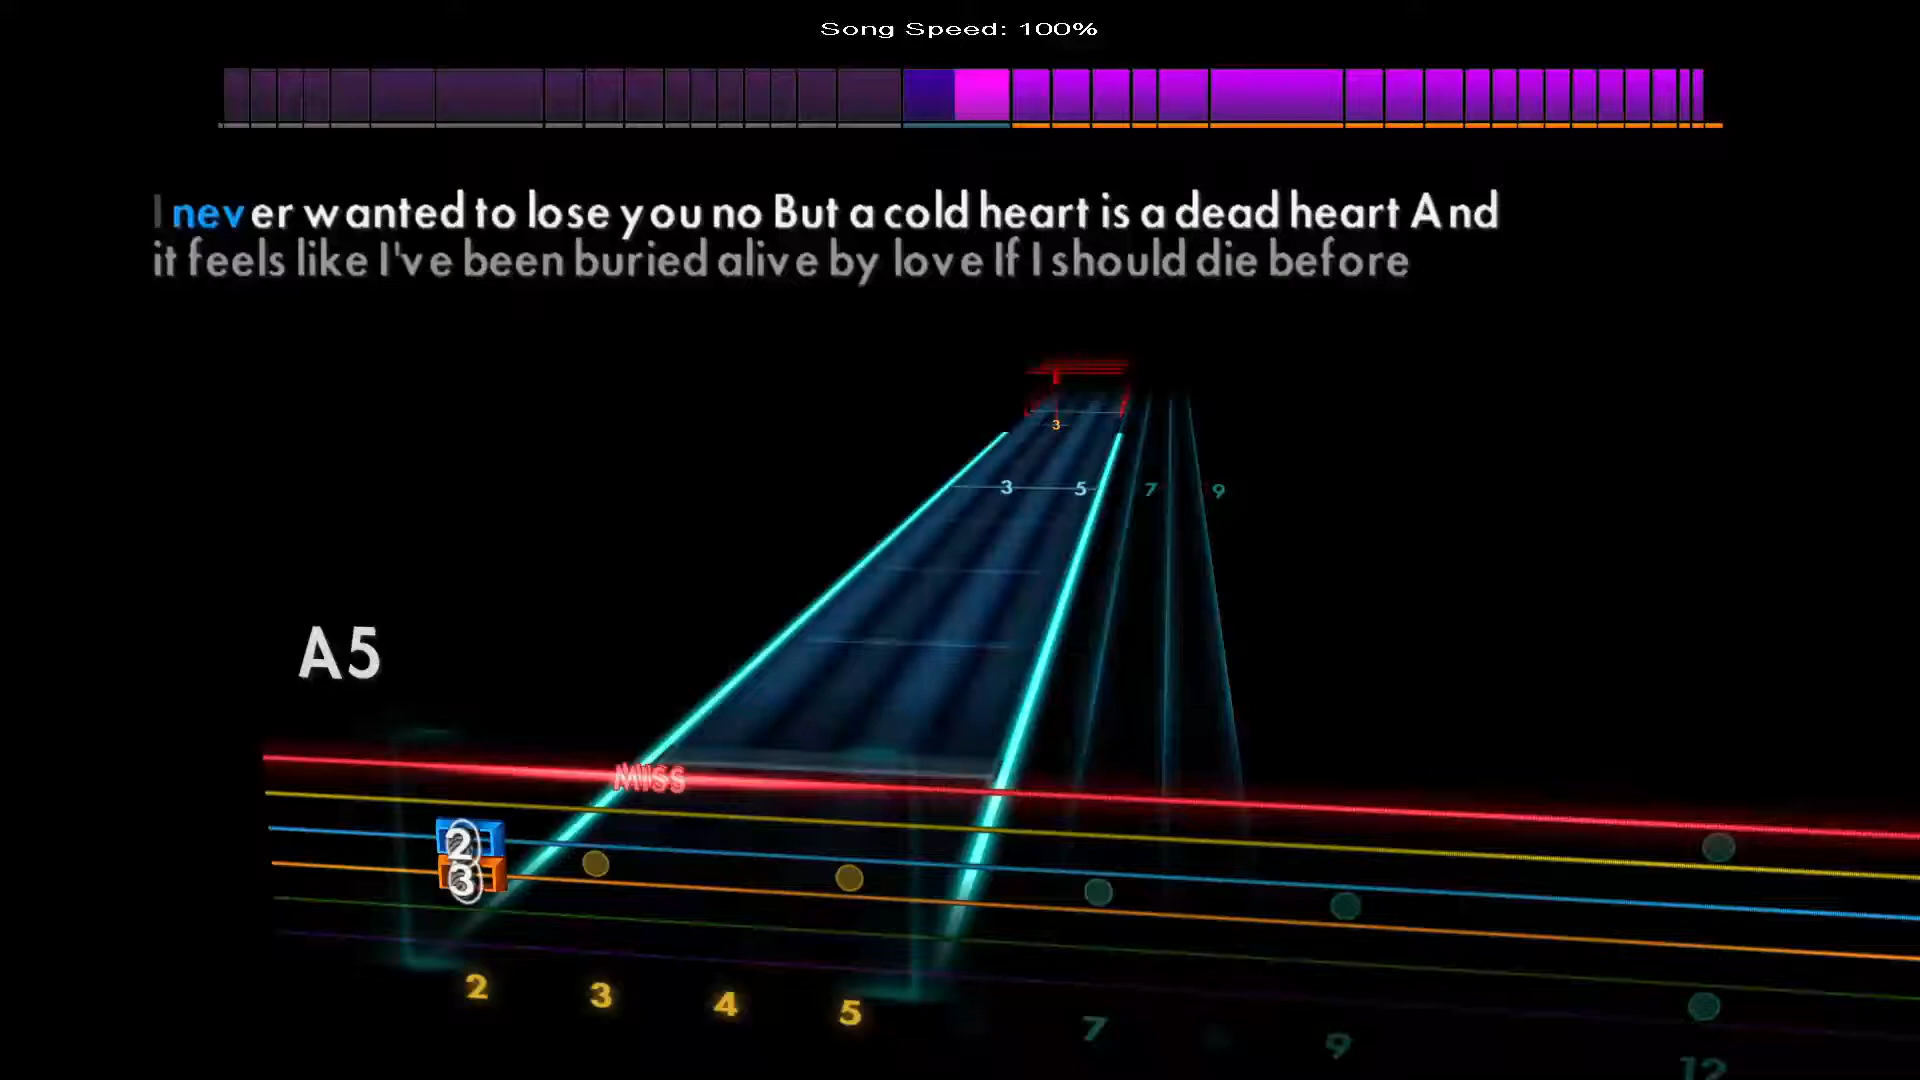 Song Speed: 100%
I never wanted to lose you no But a cold heart is a dead heart And
it feels like I've been buried alive by love If I should die before
3
3 5 7 9
A5
MISS
2
3
2 3 4 5 7 9 12